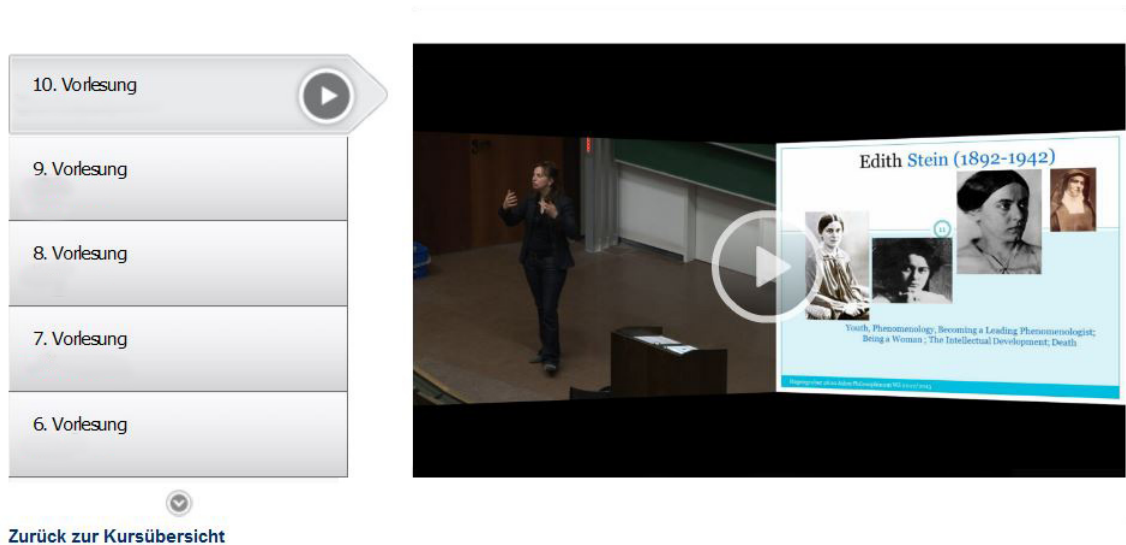 10. Vorlesung
9. Vorlesung
8. Vorlesung
7. Vorlesung
6. Vorlesung
Zurück zur Kursübersicht
Edith Stein (1892-1942)
11
Youth, Phenomenology, Becoming a Leading Phenomenologist;
Being a Woman ; The Intellectual Development; Death